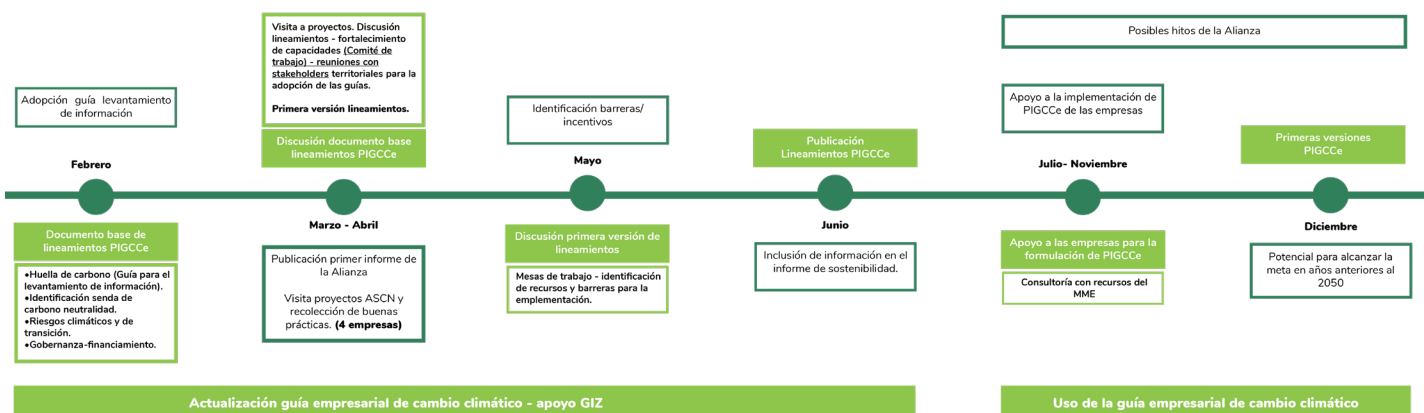 Adopción guía levantamiento
de información
Febrero
Documento base de
lineamientos PIGCCe
•Huella de carbono (Guía para el
levantamiento de información).
•Identificación senda de
carbono neutralidad.
•Riesgos climáticos y de
transición.
•Gobernanza-financiamiento.
Visita a proyectos. Discusión
lineamientos - fortalecimiento
de capacidades (Comité de
trabajo) - reuniones con
stakeholders territoriales para la
adopción de las guías.
Primera versión lineamientos.
Discusión documento base
lineamientos PIGCCe
Marzo - Abril
Publicación primer informe de
la Alianza
Visita proyectos ASCN y
recolección de buenas
prácticas. (4 empresas)
Identificación barreras/
incentivos
Mayo
Discusión primera versión de
lineamientos
Mesas de trabajo - identificación
de recursos y barreras para la
emplementación.
Publicación
Lineamientos PIGCCe
Junio
Inclusión de información en el
informe de sostenibilidad.
Posibles hitos de la Alianza
Apoyo a la implementación de
PIGCCe de las empresas
Julio- Noviembre
Apoyo a las empresas para la
formulación de PIGCCe
Consultoría con recursos del
MME
Primeras versiones
PIGCCe
Diciembre
Potencial para alcanzar la
meta en años anteriores al
2050
Actualización guía empresarial de cambio climático - apoyo GIZ
Uso de la guía empresarial de cambio climático